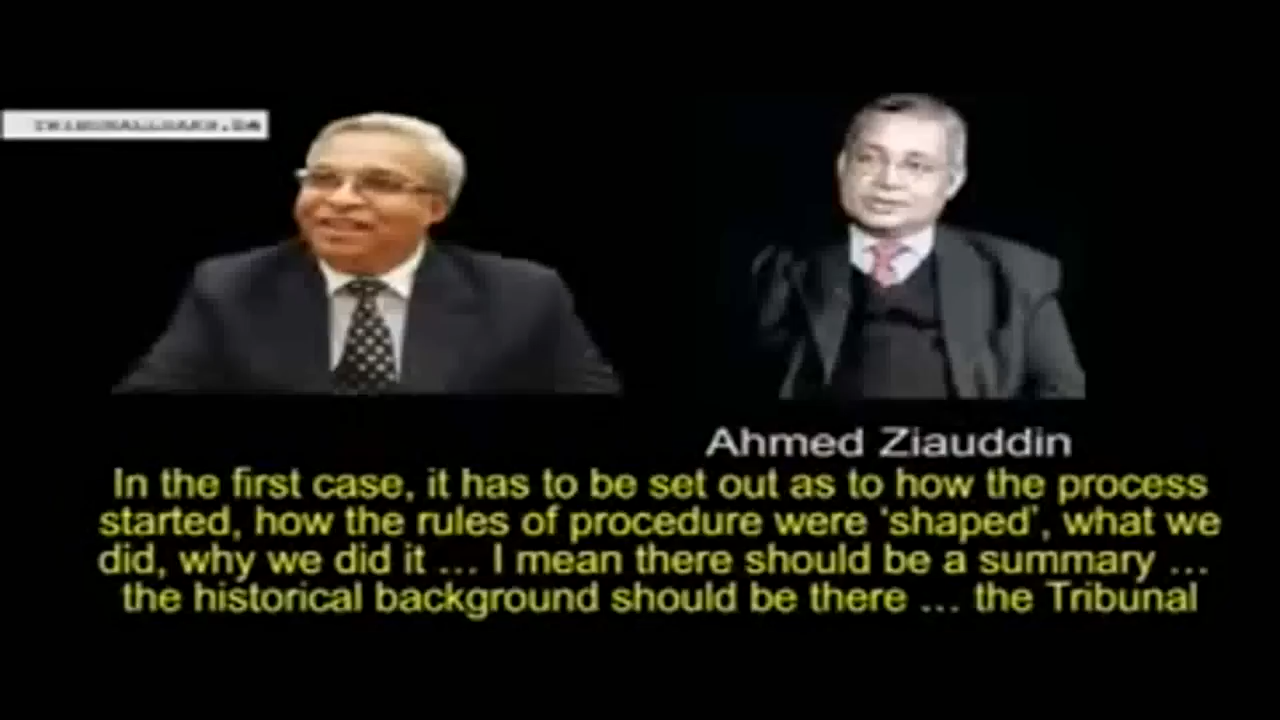 Ahmed Ziauddin
In the first case, it has to be set out as to how the process
started, how the rules of procedure were ‘shaped’, what we
did, why we did it ... I mean there should be a summary ...
the historical background should be there ... the Tribunal